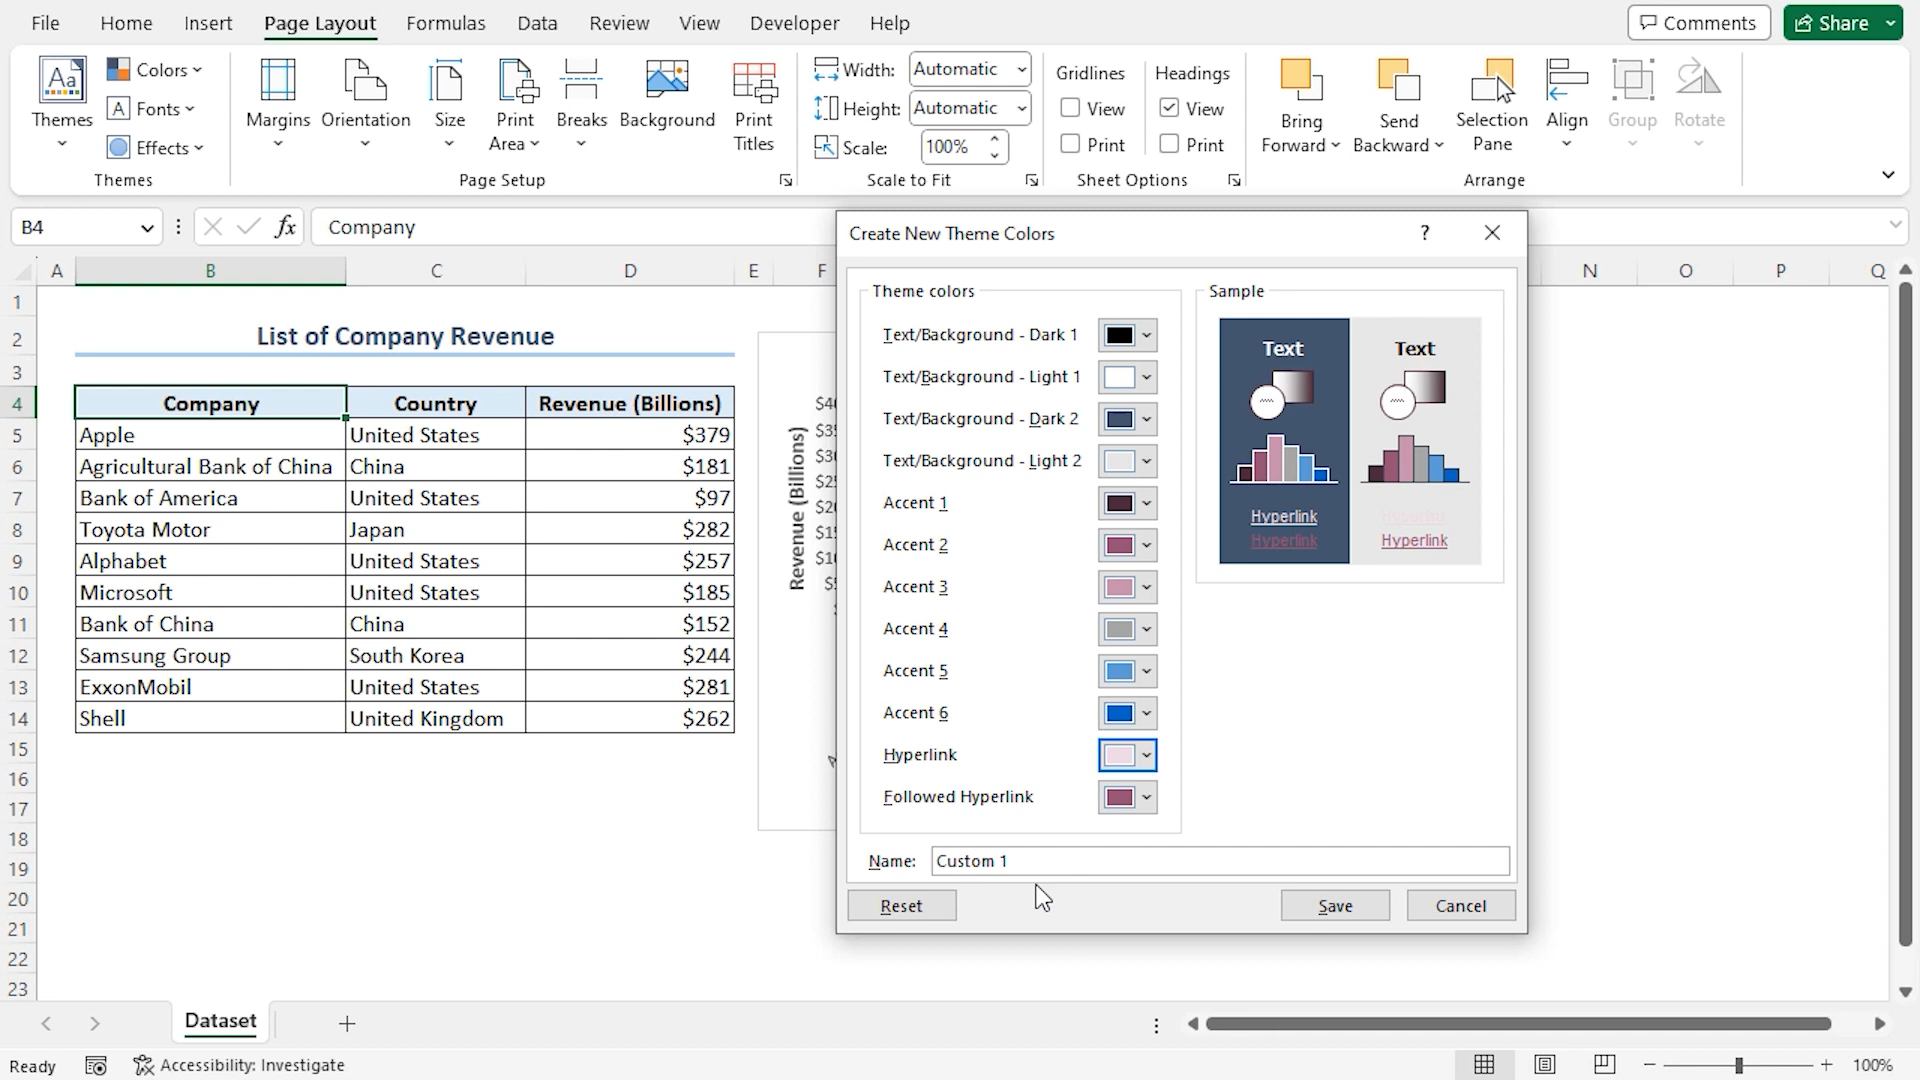 File Home Insert Page Layout Formulas Data Review View Developer Help Comments Share
Themes
Colors
Fonts
Effects
Themes
Margins
Orientation
Size
Print Area
Breaks
Background
Print Titles
Page Setup
Width: Automatic
Height: Automatic
Scale: 100%
Scale to Fit
Gridlines Headings
View View
Print Print
Sheet Options
Bring Forward
Send Backward
Selection Pane
Align
Group
Rotate
Arrange
B4 fx Company
A B C D E F N O P Q
1
2 List of Company Revenue
3
4 Company Country Revenue (Billions)
5 Apple United States $379
6 Agricultural Bank of China China $181
7 Bank of America United States $97
8 Toyota Motor Japan $282
9 Alphabet United States $257
10 Microsoft United States $185
11 Bank of China China $152
12 Samsung Group South Korea $244
13 ExxonMobil United States $281
14 Shell United Kingdom $262
15
16
17
18
19
20
21
22
23
Revenue (Billions)
Create New Theme Colors ?
Theme colors
Text/Background - Dark 1
Text/Background - Light 1
Text/Background - Dark 2
Text/Background - Light 2
Accent 1
Accent 2
Accent 3
Accent 4
Accent 5
Accent 6
Hyperlink
Followed Hyperlink
Sample
Text Text
Hyperlink Hyperlink
Hyperlink Hyperlink
Name: Custom 1
Reset Save Cancel
Dataset
Ready Accessibility: Investigate 100%